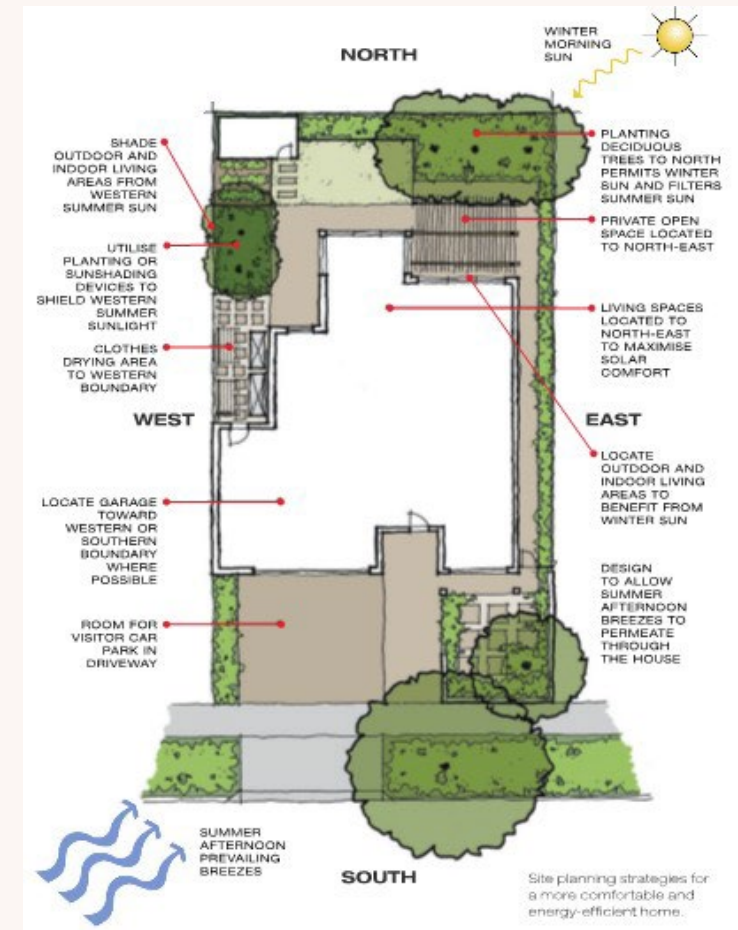 NORTH
WINTER
MORNING
SUN
SHADE
OUTDOOR AND
INDOOR LIVING
AREAS FROM
WESTERN
SUMMER SUN
UTILISE
PLANTING OR
SUNSHADING
DEVICES TO
SHIELD WESTERN
SUMMER
SUNLIGHT
CLOTHES
DRYING AREA
TO WESTERN
BOUNDARY
WEST
LOCATE GARAGE
TOWARD
WESTERN OR
SOUTHERN
BOUNDARY
WHERE
POSSIBLE
ROOM FOR
VISITOR CAR
PARK IN
DRIVEWAY
PLANTING
DECIDUOUS
TREES TO NORTH
PERMITS WINTER
SUN AND FILTERS
SUMMER SUN
PRIVATE OPEN
SPACE LOCATED
TO NORTH-EAST
LIVING SPACES
LOCATED TO
NORTH-EAST
TO MAXIMISE
SOLAR
COMFORT
EAST
LOCATE
OUTDOOR AND
INDOOR LIVING
AREAS TO
BENEFIT FROM
WINTER SUN
DESIGN
TO ALLOW
SUMMER
AFTERNOON
BREEZES TO
PERMEATE
THROUGH
THE HOUSE
SUMMER
AFTERNOON
PREVAILING
BREEZES
SOUTH
Site planning strategies for
a more comfortable and
energy-efficient home.